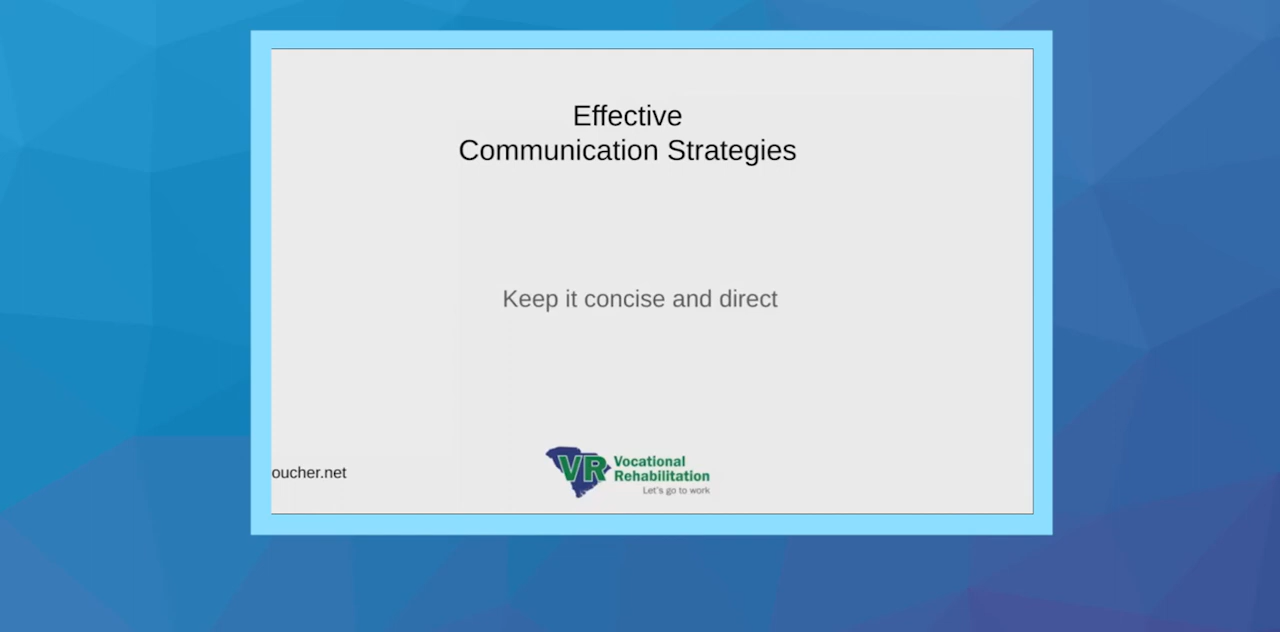 Effective
Communication Strategies
Keep it concise and direct
oucher.net
VR Vocational
Rehabilitation
Let's go to work